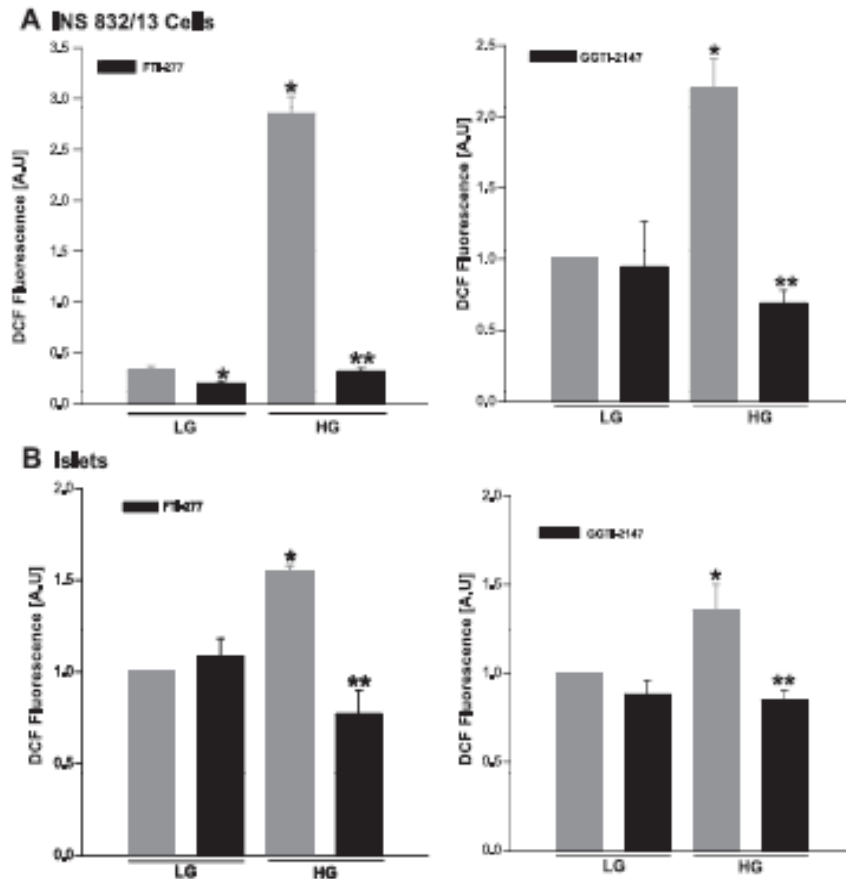 A INS 832/13 Cells
3.5
3.0
2.5
2.0
1.5
1.0
0.5
0.0
DCF Fluorescence [A.U]
FTI-277
*
*
**
LG HG
2.5
2.0
1.5
1.0
0.5
0.0
DCF Fluorescence [A.U]
GGTI-2147
*
**
LG HG
B Islets
2.0
1.5
1.0
0.5
0.0
DCF Fluorescence [A.U]
FTI-277
*
**
LG HG
2.0
1.5
1.0
0.5
0.0
DCF Fluorescence [A.U]
GGTI-2147
*
**
LG HG